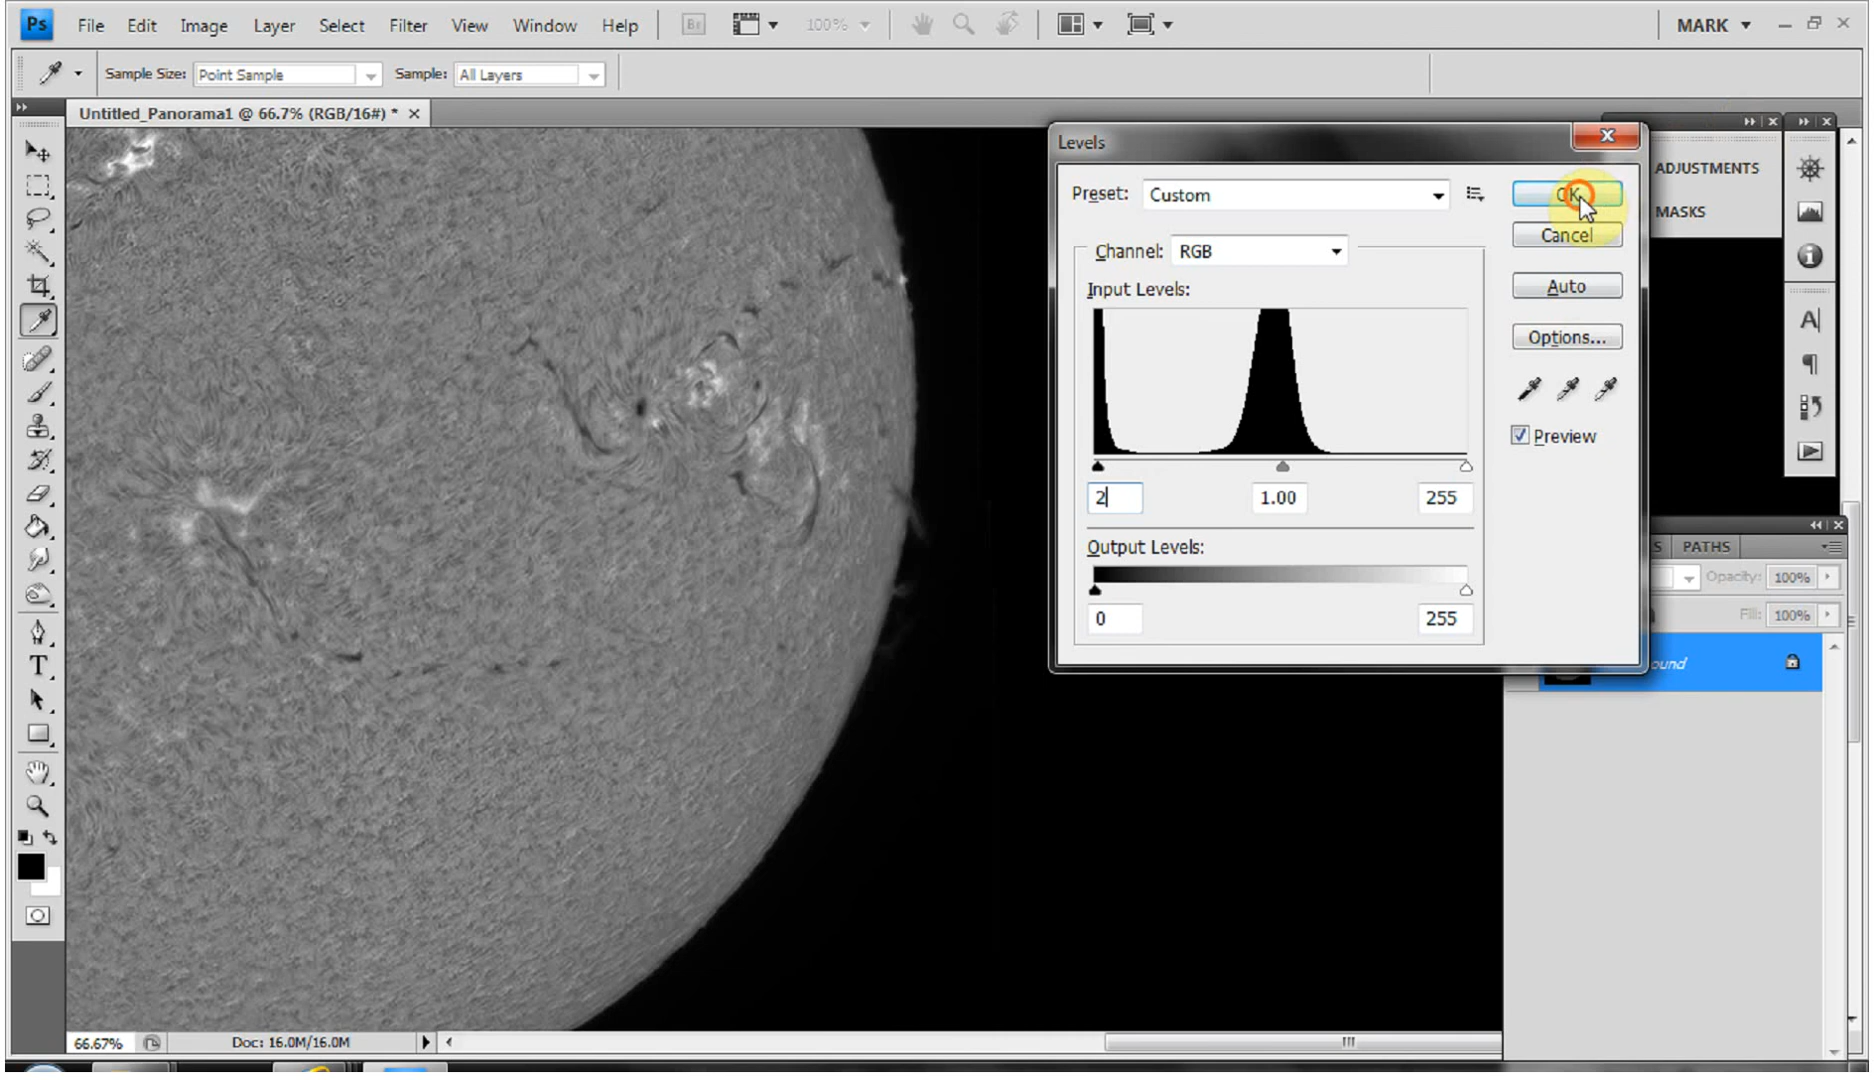 Ps File Edit Image Layer Select Filter View Window Help Br 100% MARK
Sample Size: Point Sample Sample: All Layers
Untitled_Panorama1 @ 66.7% (RGB/16#) *
Levels
Preset: Custom OK
Cancel
Channel: RGB
Input Levels: Auto
Options...
Preview
2 1.00 255
Output Levels:
0 255
ADJUSTMENTS
MASKS
S PATHS
Opacity: 100%
Fill: 100%
ound
T
A
66.67% Doc: 16.0M/16.0M